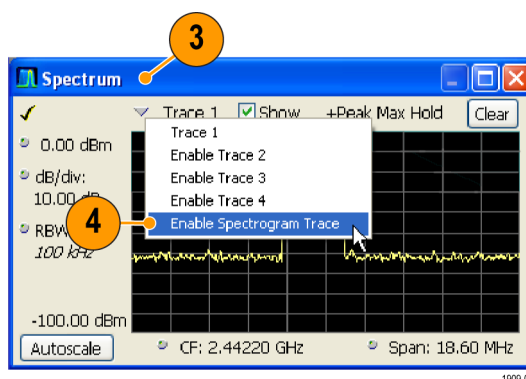 3
Spectrum
Trace 1 Show +Peak Max Hold Clear
0.00 dBm
dB/div:
10.00 dB
RBW:
100 kHz
Trace 1
Enable Trace 2
Enable Trace 3
Enable Trace 4
4 Enable Spectrogram Trace
-100.00 dBm
Autoscale CF: 2.44220 GHz Span: 18.60 MHz